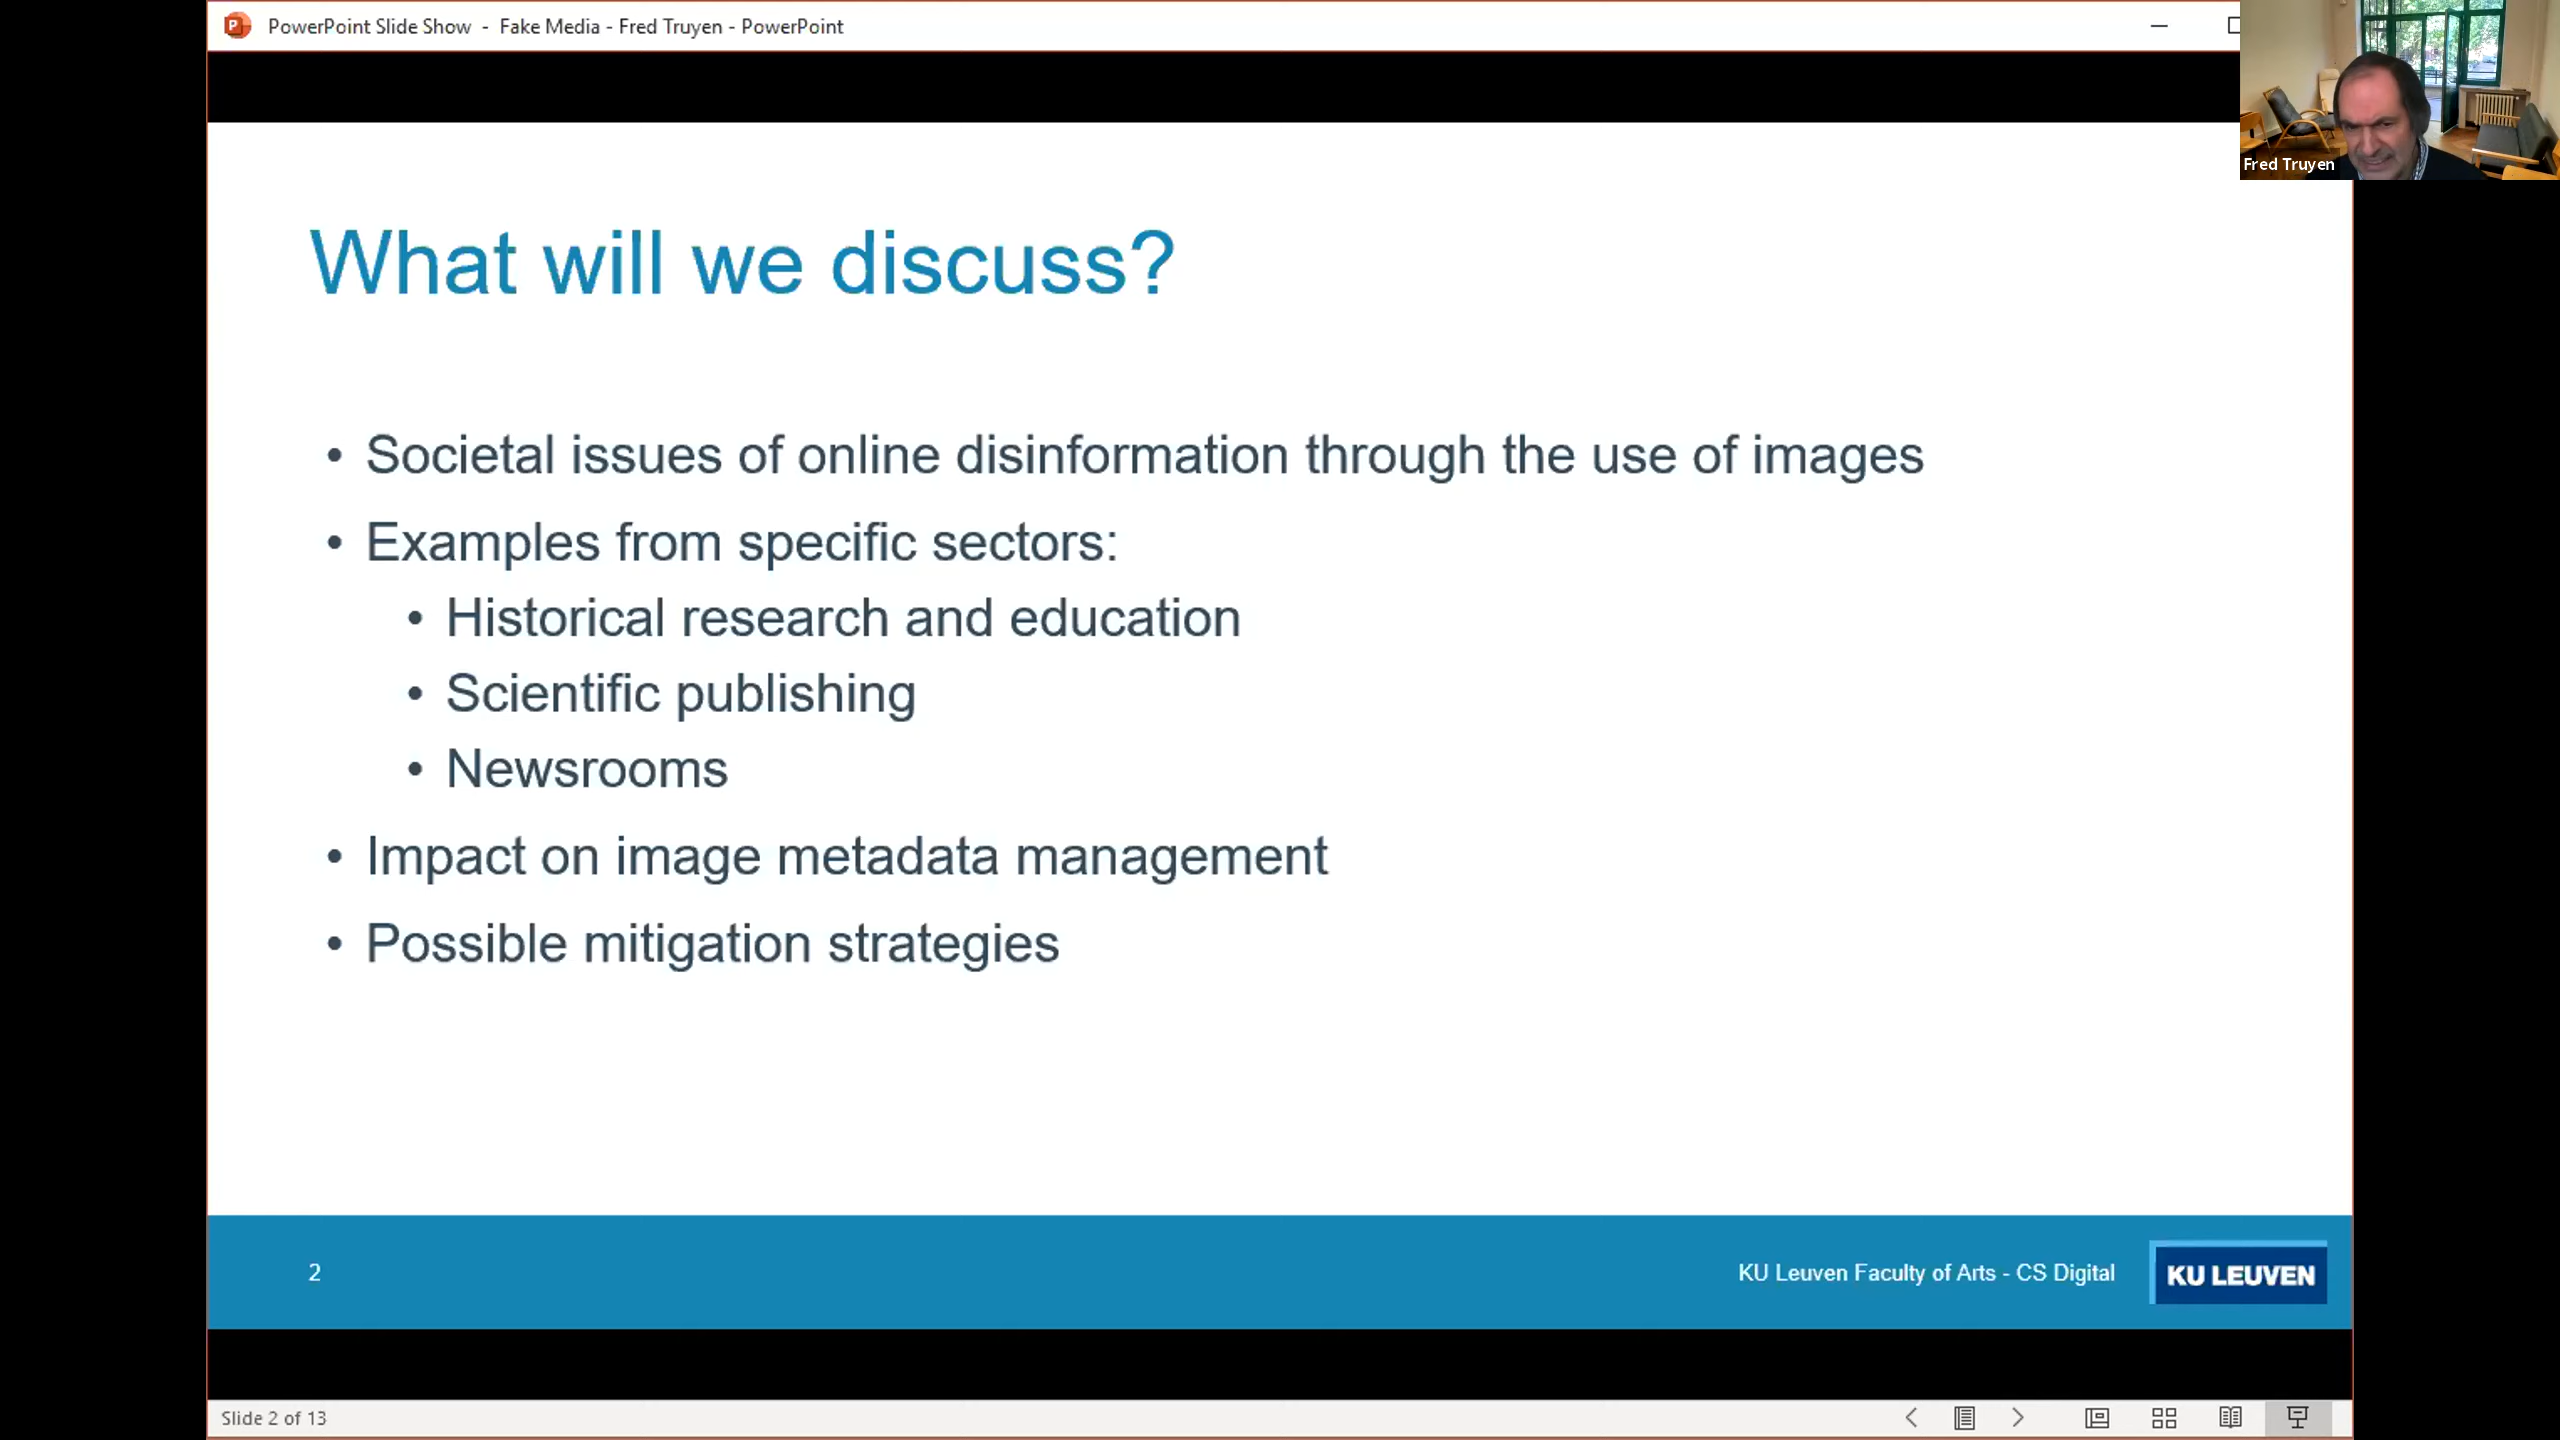 PowerPoint Slide Show - Fake Media - Fred Truyen - PowerPoint
Fred Truyen
What will we discuss?
• Societal issues of online disinformation through the use of images
• Examples from specific sectors:
• Historical research and education
• Scientific publishing
• Newsrooms
• Impact on image metadata management
• Possible mitigation strategies
2
KU Leuven Faculty of Arts - CS Digital
KU LEUVEN
Slide 2 of 13